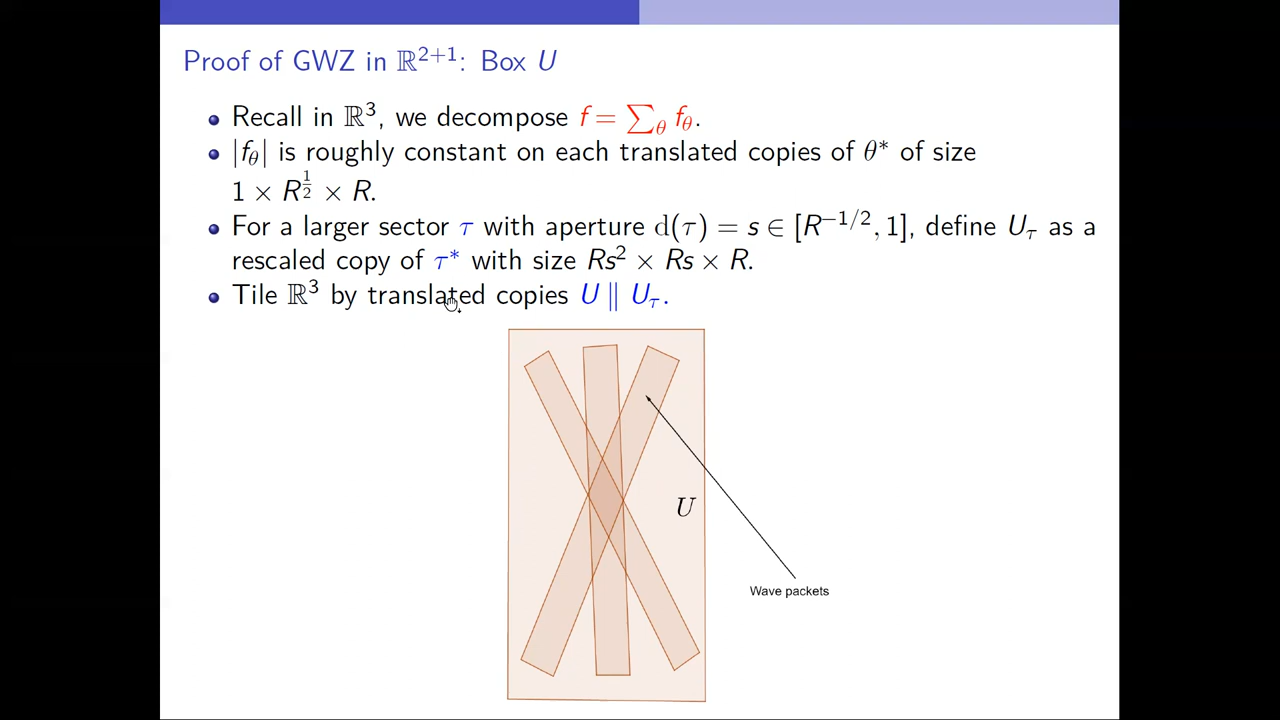 Proof of GWZ in ℝ²⁺¹: Box U
Recall in ℝ³, we decompose f = ∑_θ f_θ.
|f_θ| is roughly constant on each translated copies of θ* of size
1 × R^{1/2} × R.
For a larger sector τ with aperture d(τ) = s ∈ [R^{−1/2}, 1], define U_τ as a
rescaled copy of τ* with size Rs² × Rs × R.
Tile ℝ³ by translated copies U ∥ U_τ.
U
Wave packets